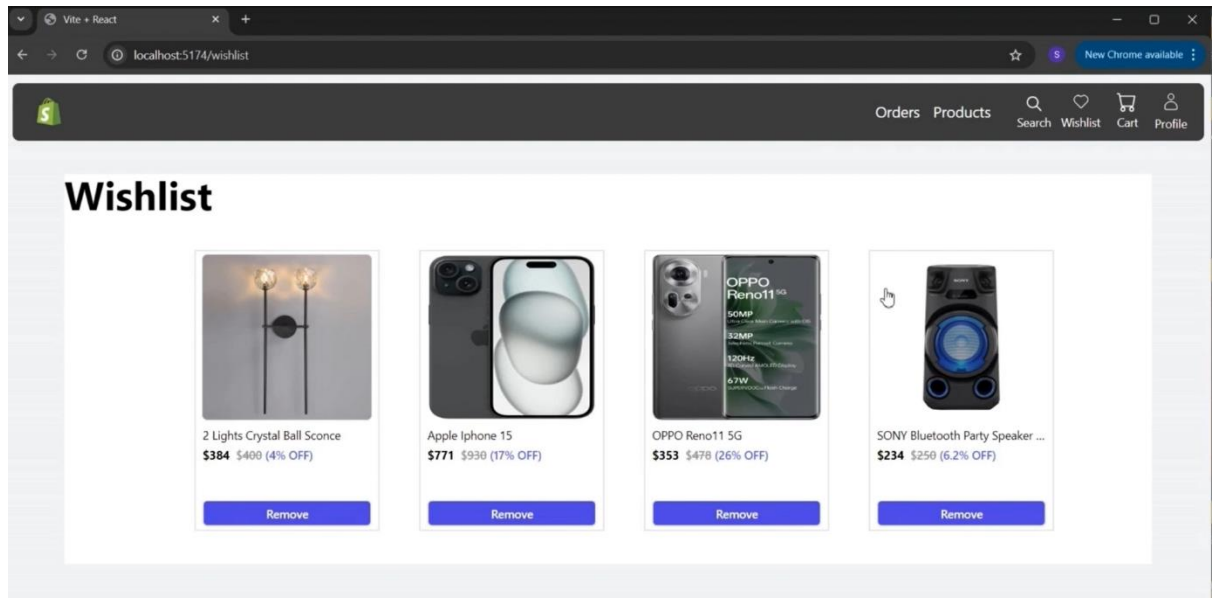 Vite + React
localhost:5174/wishlist
S
New Chrome available
S
Orders Products Search Wishlist Cart Profile
Wishlist
OPPO
Reno11 5G
50MP
32MP
120Hz
67W
SONY
2 Lights Crystal Ball Sconce
$384 $400 (4% OFF)
Remove
Apple Iphone 15
$771 $930 (17% OFF)
Remove
OPPO Reno11 5G
$353 $478 (26% OFF)
Remove
SONY Bluetooth Party Speaker ...
$234 $250 (6.2% OFF)
Remove